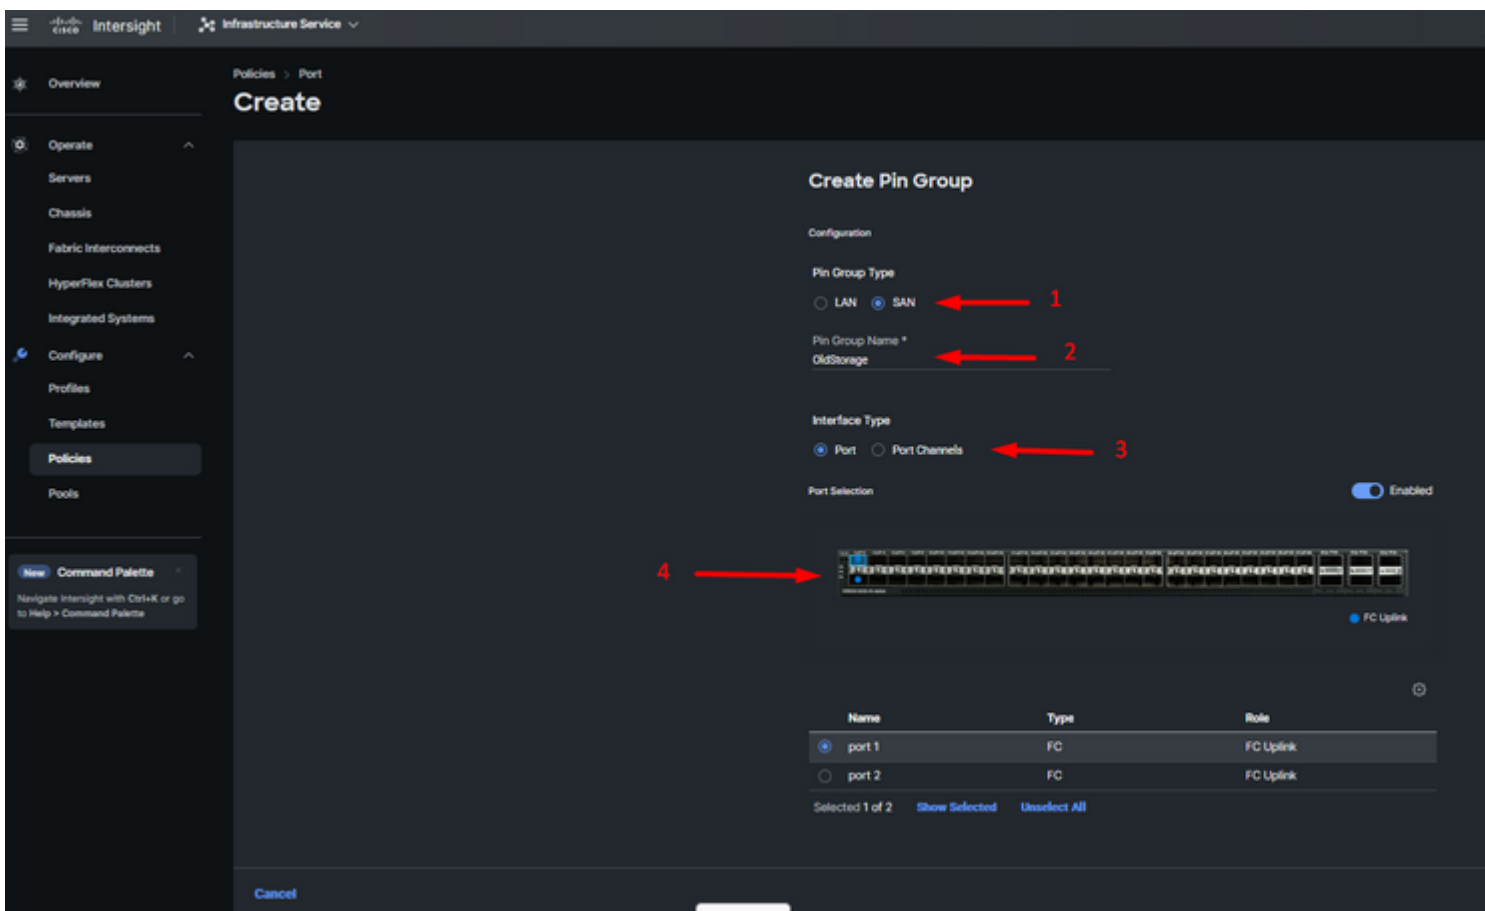 cisco Intersight Infrastructure Service
Overview
Operate
Servers
Chassis
Fabric Interconnects
HyperFlex Clusters
Integrated Systems
Configure
Profiles
Templates
Policies
Pools
New Command Palette
Navigate Intersight with Ctrl+K or go
to Help > Command Palette
Policies > Port
Create
Create Pin Group
Configuration
Pin Group Type
LAN SAN 1
Pin Group Name *
OldStorage 2
Interface Type
Port Port Channels 3
Port Selection Enabled
4
FC Uplink
Name Type Role
port 1 FC FC Uplink
port 2 FC FC Uplink
Selected 1 of 2 Show Selected Unselect All
Cancel